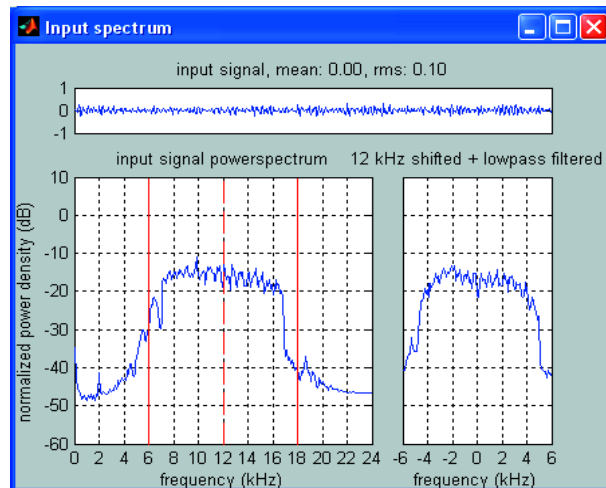 Input spectrum
input signal, mean: 0.00, rms: 0.10
1
0
-1
input signal powerspectrum
12 kHz shifted + lowpass filtered
normalized power density (dB)
10
0
-10
-20
-30
-40
-50
-60
0 2 4 6 8 10 12 14 16 18 20 22 24
frequency (kHz)
-6 -4 -2 0 2 4 6
frequency (kHz)